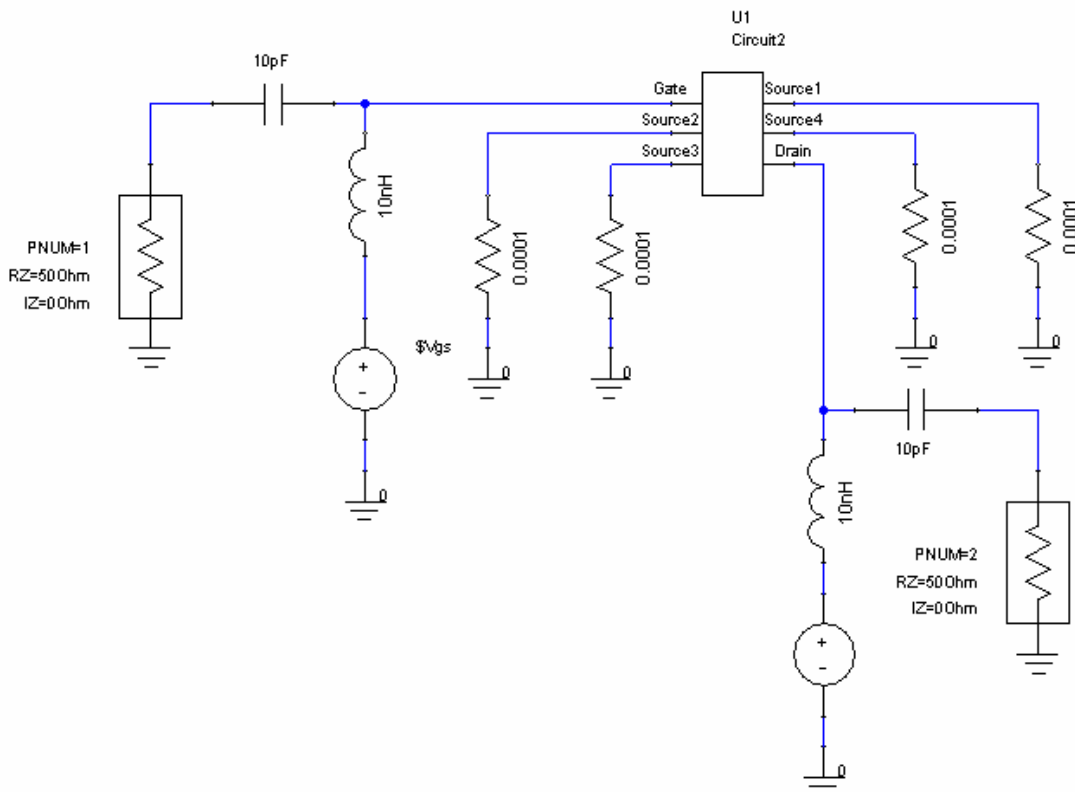 U1
Circuit2
10pF
Gate
Source1
Source2
Source4
Source3
Drain
10nH
0.0001
0.0001
0.0001
0.0001
PNUM=1
RZ=50Ohm
IZ=0Ohm
$Vgs
0
0
0
0
0
10pF
10nH
PNUM=2
RZ=50Ohm
IZ=0Ohm
0